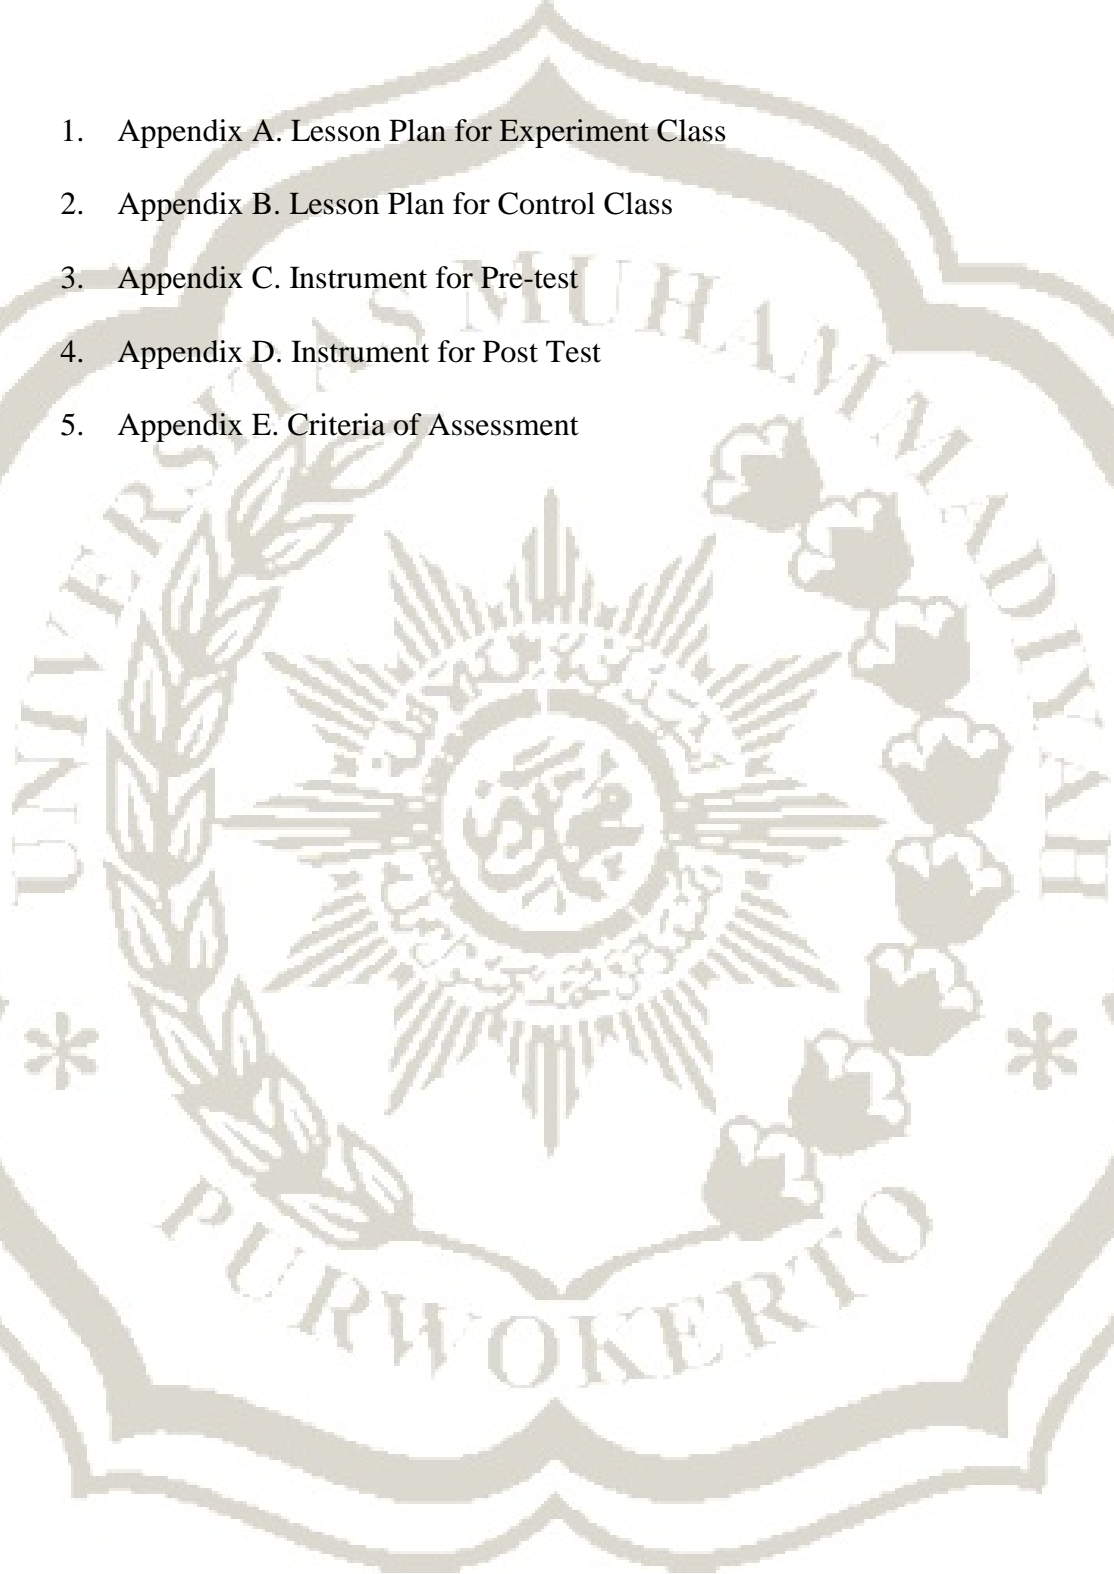 1. Appendix A. Lesson Plan for Experiment Class
2. Appendix B. Lesson Plan for Control Class
3. Appendix C. Instrument for Pre-test
4. Appendix D. Instrument for Post Test
5. Appendix E. Criteria of Assessment
UNIVERSITAS MUHAMMADIYAH
PURWOKERTO